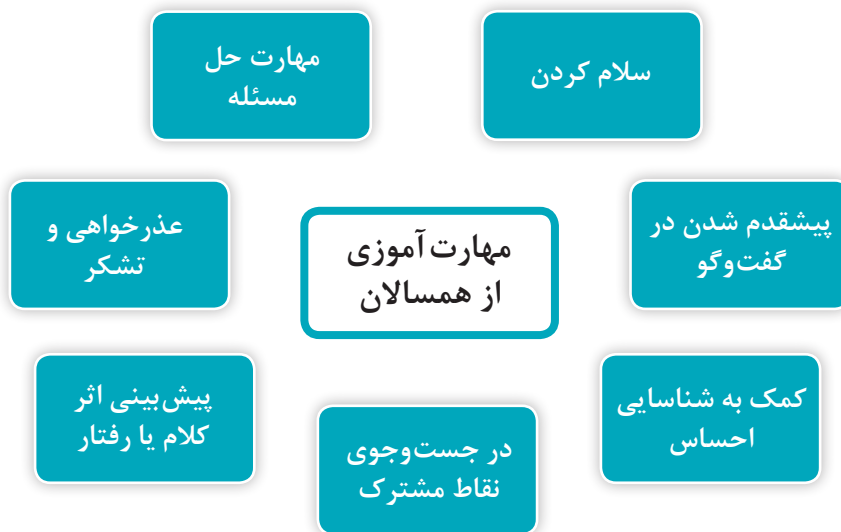 سلام کردن
مهارت حل
مسئله
پیشقدم شدن در
گفت‌وگو
عذرخواهی و
تشکر
مهارت‌آموزی
از همسالان
کمک به شناسایی
احساس
پیش‌بینی اثر
کلام یا رفتار
در جست‌وجوی
نقاط مشترک